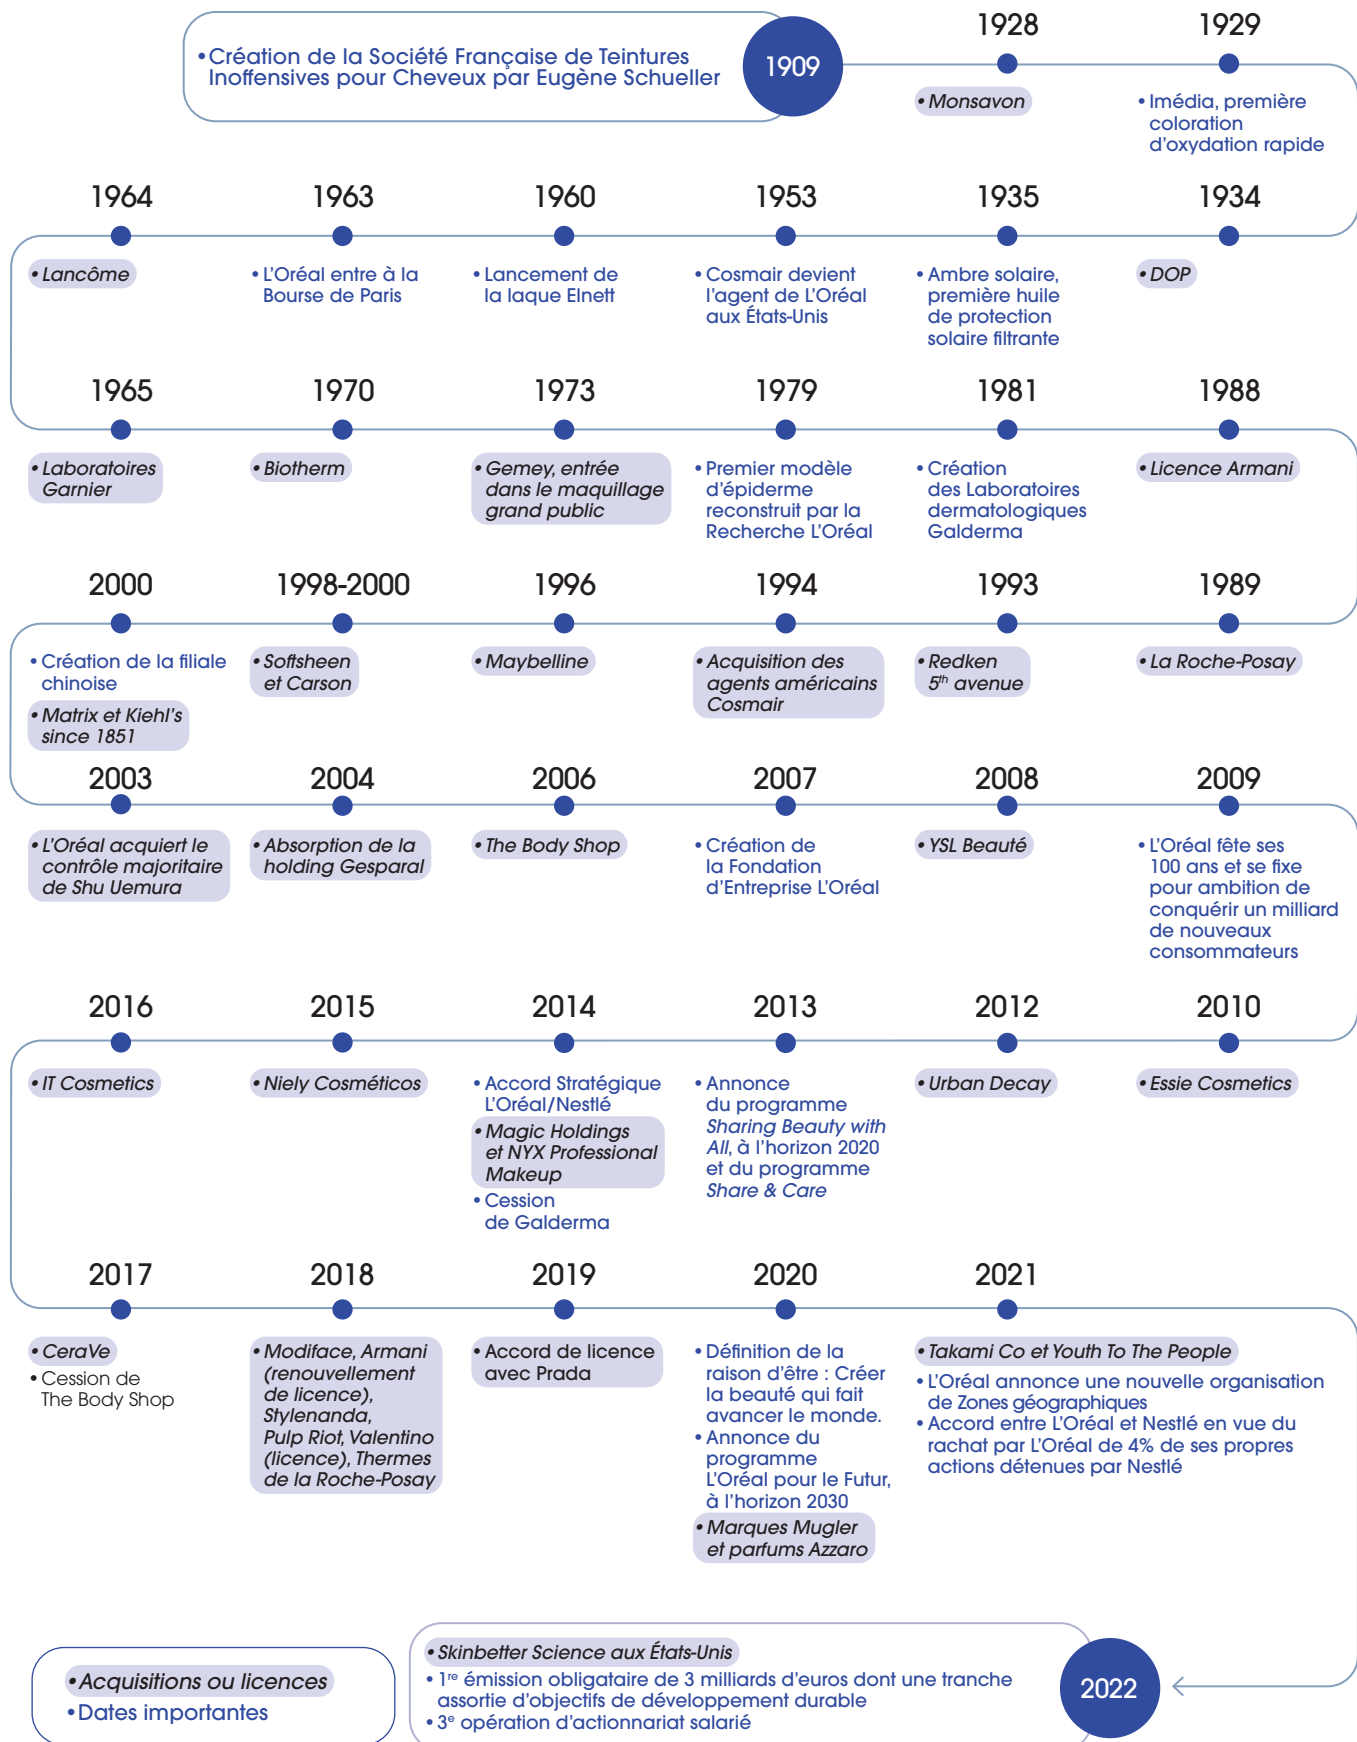 •Création de la Société Française de Teintures
Inoffensives pour Cheveux par Eugène Schueller
1909
1928
• Monsavon
1929
• Imédia, première
coloration
d'oxydation rapide
1964
• Lancôme
1963
• L'Oréal entre à la
Bourse de Paris
1960
• Lancement de
la laque Elnett
1953
• Cosmair devient
l'agent de L'Oréal
aux États-Unis
1935
• Ambre solaire,
première huile
de protection
solaire filtrante
1934
• DOP
1965
• Laboratoires
Garnier
1970
• Biotherm
1973
• Gemey, entrée
dans le maquillage
grand public
1979
• Premier modèle
d'épiderme
reconstruit par la
Recherche L'Oréal
1981
• Création
des Laboratoires
dermatologiques
Galderma
1988
• Licence Armani
2000
• Création de la filiale
chinoise
• Matrix et Kiehl's
since 1851
1998-2000
• Softsheen
et Carson
1996
• Maybelline
1994
• Acquisition des
agents américains
Cosmair
1993
• Redken
5th avenue
1989
• La Roche-Posay
2003
• L'Oréal acquiert le
contrôle majoritaire
de Shu Uemura
2004
• Absorption de la
holding Gesparal
2006
• The Body Shop
2007
• Création de
la Fondation
d'Entreprise L'Oréal
2008
• YSL Beauté
2009
• L'Oréal fête ses
100 ans et se fixe
pour ambition de
conquérir un milliard
de nouveaux
consommateurs
2016
• IT Cosmetics
2015
• Niely Cosméticos
2014
• Accord Stratégique
L'Oréal/Nestlé
• Magic Holdings
et NYX Professional
Makeup
• Cession
de Galderma
2013
• Annonce
du programme
Sharing Beauty with
All, à l'horizon 2020
et du programme
Share & Care
2012
• Urban Decay
2010
• Essie Cosmetics
2017
• CeraVe
• Cession de
The Body Shop
2018
• Modiface, Armani
(renouvellement
de licence),
Stylenanda,
Pulp Riot, Valentino
(licence), Thermes
de la Roche-Posay
2019
• Accord de licence
avec Prada
2020
• Définition de la
raison d'être : Créer
la beauté qui fait
avancer le monde.
• Annonce du
programme
L'Oréal pour le Futur,
à l'horizon 2030
• Marques Mugler
et parfums Azzaro
2021
• Takami Co et Youth To The People
• L'Oréal annonce une nouvelle organisation
de Zones géographiques
• Accord entre L'Oréal et Nestlé en vue du
rachat par L'Oréal de 4% de ses propres
actions détenues par Nestlé
•Acquisitions ou licences
•Dates importantes
• Skinbetter Science aux États-Unis
• 1re émission obligataire de 3 milliards d'euros dont une tranche
assortie d'objectifs de développement durable
• 3e opération d'actionnariat salarié
2022